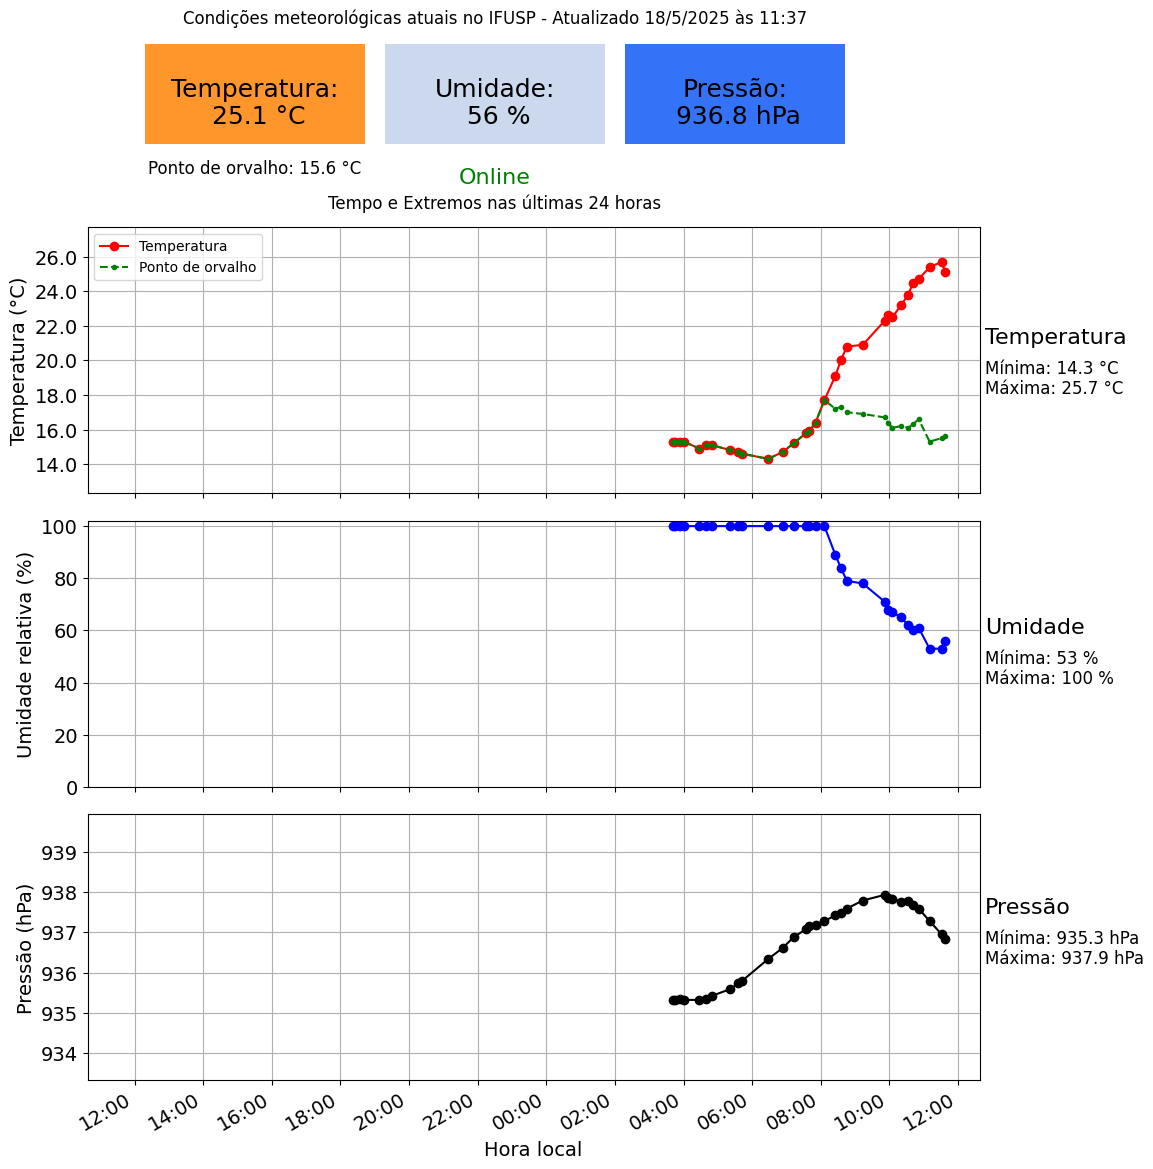 Condições meteorológicas atuais no IFUSP - Atualizado 18/5/2025 às 11:37
Temperatura:
25.1 °C
Umidade:
56 %
Pressão:
936.8 hPa
Ponto de orvalho: 15.6 °C
Online
Tempo e Extremos nas últimas 24 horas
Temperatura
Ponto de orvalho
Temperatura (°C)
26.0
24.0
22.0
20.0
18.0
16.0
14.0
Temperatura
Mínima: 14.3 °C
Máxima: 25.7 °C
Umidade relativa (%)
100
80
60
40
20
0
Umidade
Mínima: 53 %
Máxima: 100 %
Pressão (hPa)
939
938
937
936
935
934
Pressão
Mínima: 935.3 hPa
Máxima: 937.9 hPa
12:00
14:00
16:00
18:00
20:00
22:00
00:00
02:00
04:00
06:00
08:00
10:00
12:00
Hora local